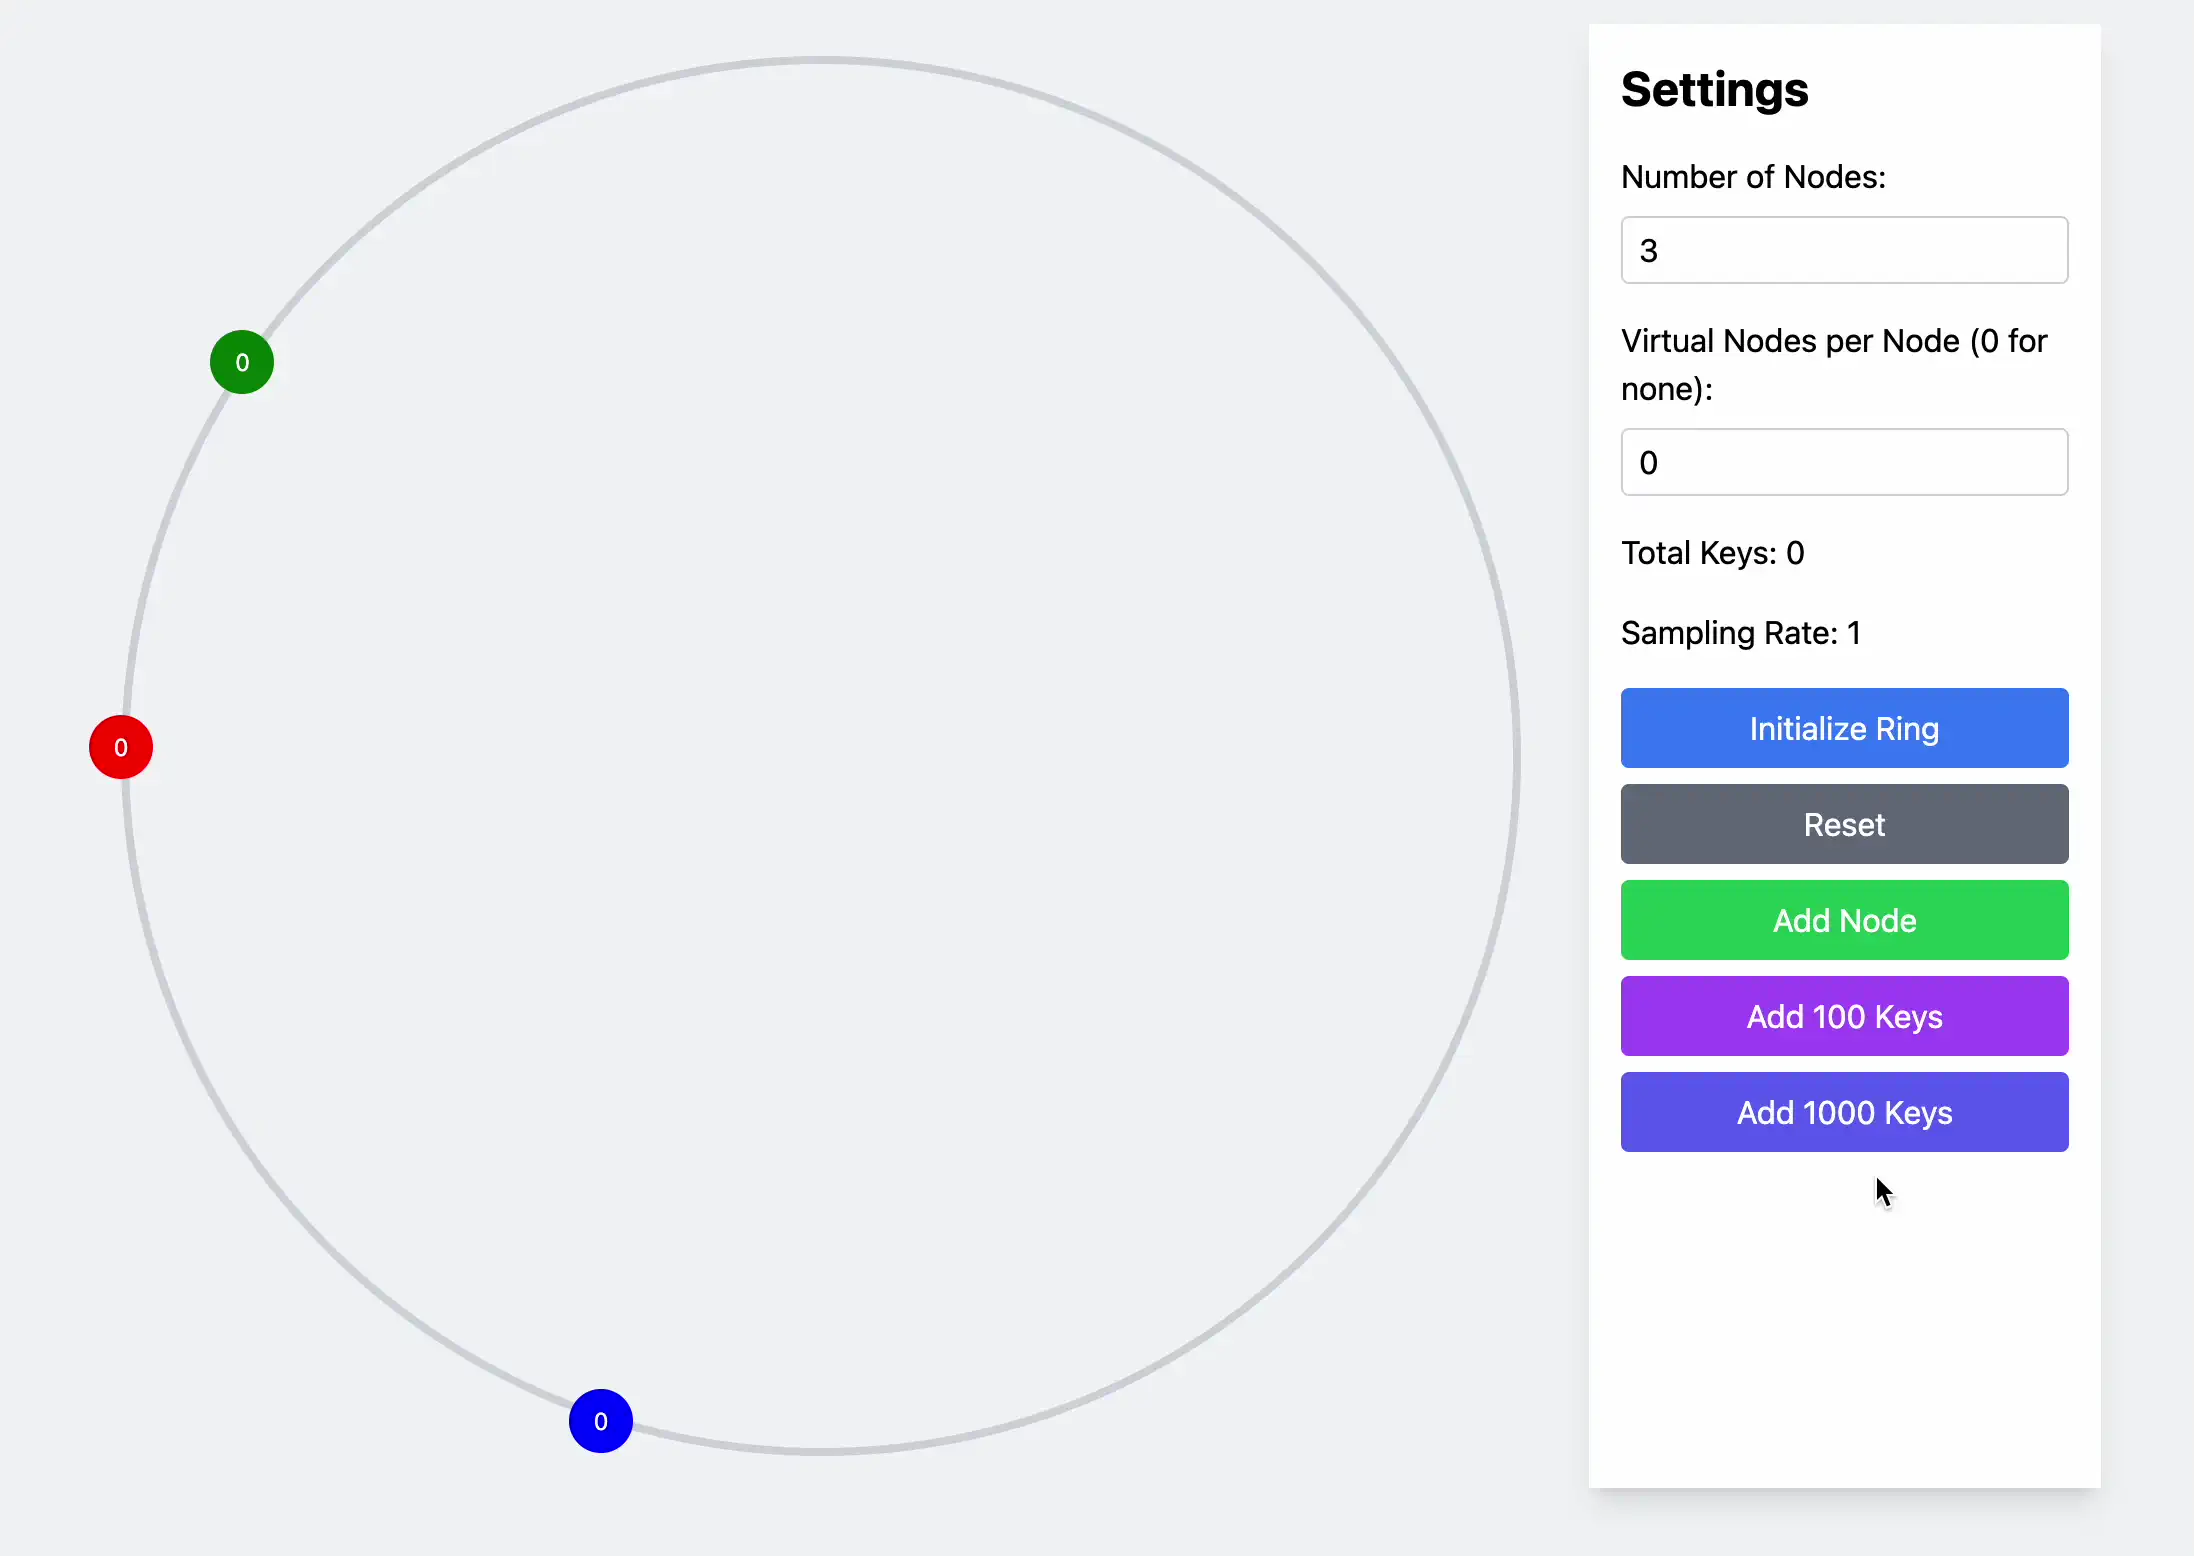 0
0
0
Settings
Number of Nodes:
3
Virtual Nodes per Node (0 for
none):
0
Total Keys: 0
Sampling Rate: 1
Initialize Ring
Reset
Add Node
Add 100 Keys
Add 1000 Keys